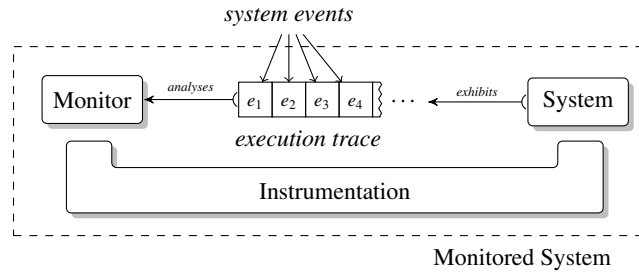 system events
Monitor
analyses
e1 e2 e3 e4 ...
exhibits
System
execution trace
Instrumentation
Monitored System